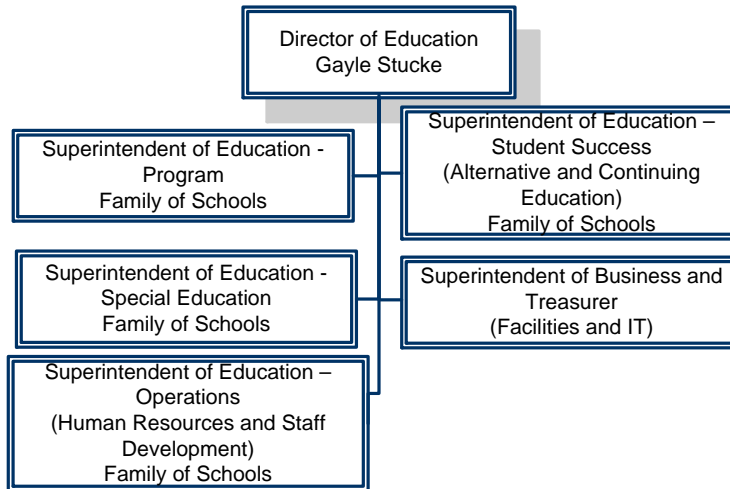 Director of Education
Gayle Stucke
Superintendent of Education -
Program
Family of Schools
Superintendent of Education –
Student Success
(Alternative and Continuing
Education)
Family of Schools
Superintendent of Education -
Special Education
Family of Schools
Superintendent of Business and
Treasurer
(Facilities and IT)
Superintendent of Education –
Operations
(Human Resources and Staff
Development)
Family of Schools